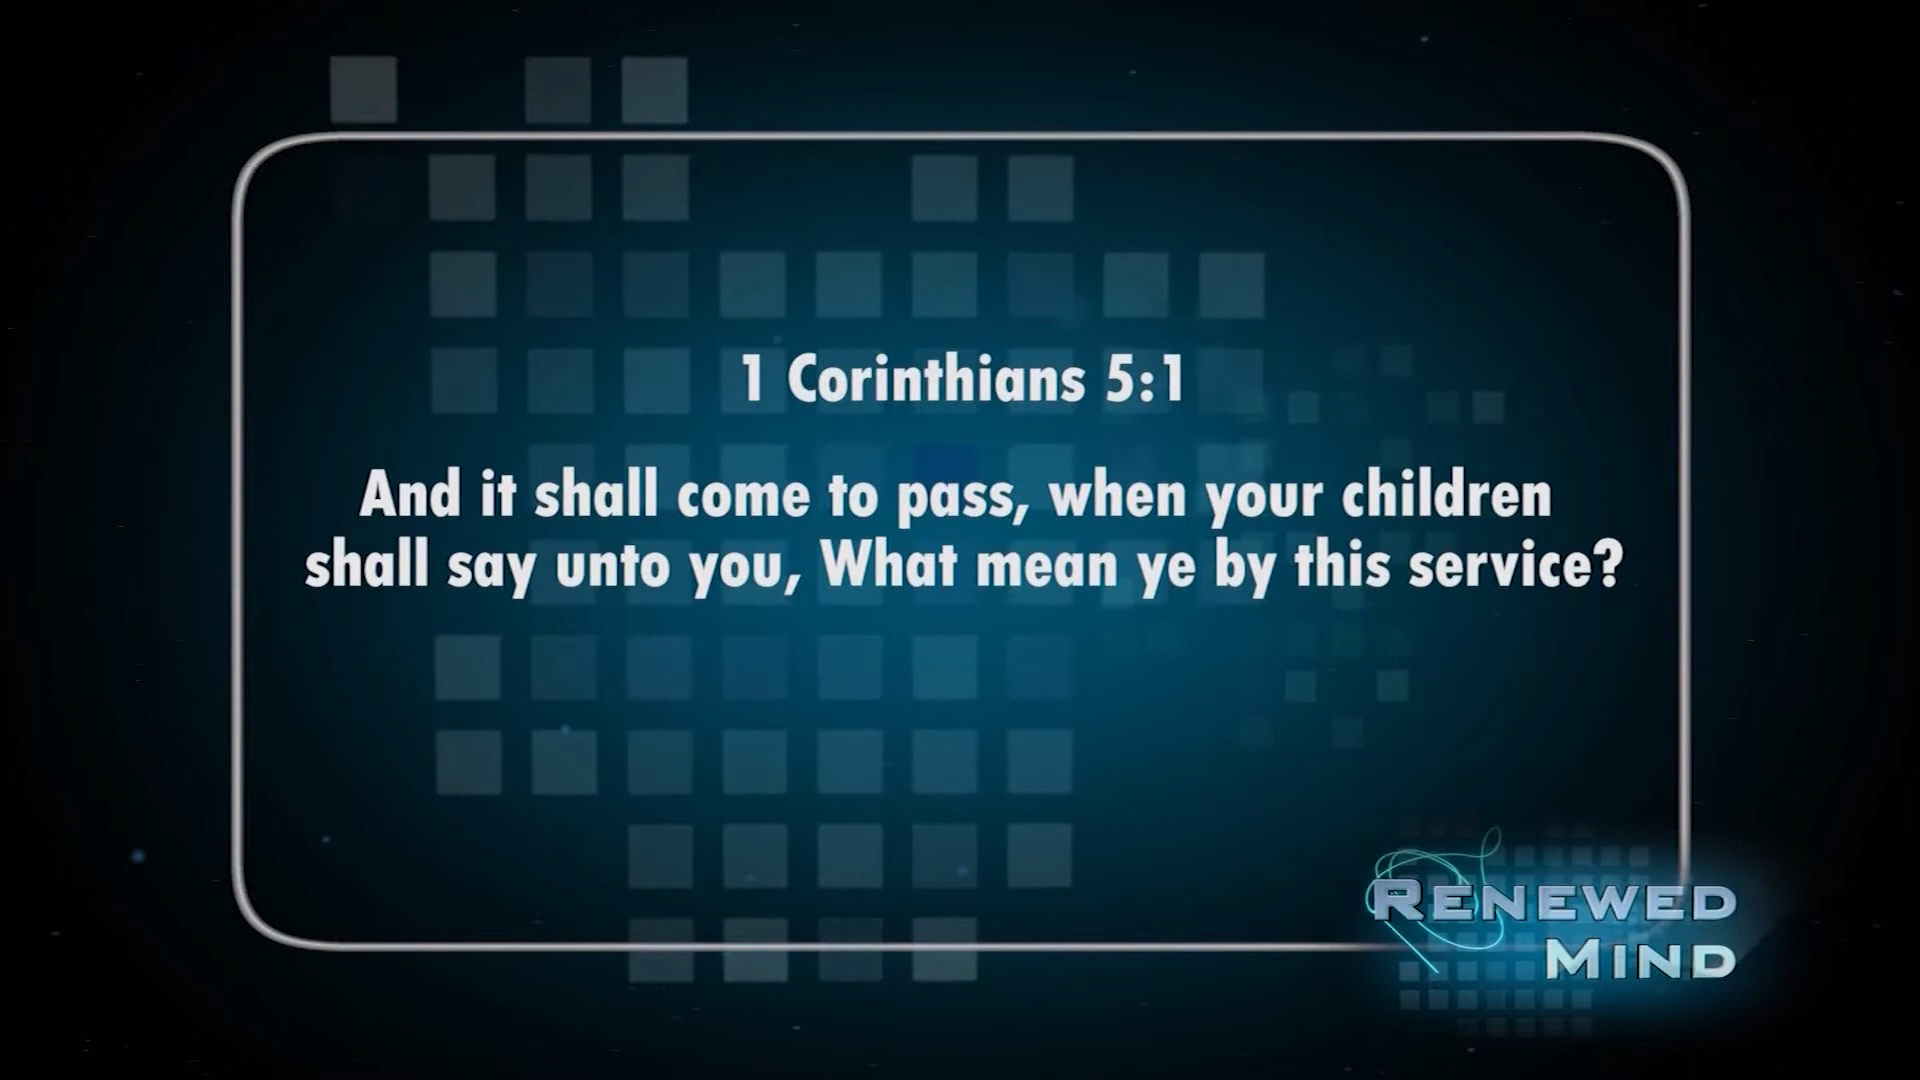 1 Corinthians 5:1
And it shall come to pass, when your children
shall say unto you, What mean ye by this service?
RENEWED
MIND